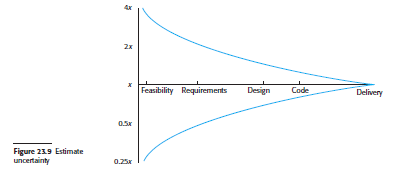 4x
2x
x
Feasibility Requirements Design Code Delivery
0.5x
0.25x
Figure 23.9 Estimate
uncertainty